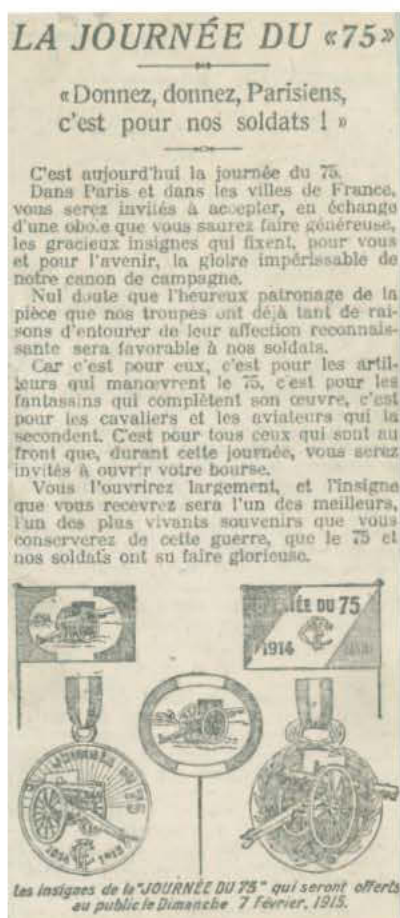 LA JOURNÉE DU «75»
«Donnez, donnez, Parisiens,
c'est pour nos soldats ! »
C'est aujourd'hui la journée du 75.
Dans Paris et dans les villes de France,
vous serez invités à accepter, en échange
d'une obole que vous saurez faire généreuse,
les gracieux insignes qui fixent, pour vous
et pour l'avenir, la gloire impérissable de
notre canon de campagne.
Nul doute que l'heureux patronage de la
pièce que nos troupes ont déjà tant de rai-
sons d'entourer de leur affection reconnais-
sante sera favorable à nos soldats.
Car c'est pour eux, c'est pour les artil-
leurs qui manœuvrent le 75, c'est pour les
fantassins qui complètent son œuvre, c'est
pour les cavaliers et les aviateurs qui la
secondent. C'est pour tous ceux qui sont au
front que, durant cette journée, vous serez
invités à ouvrir votre bourse.
Vous l'ouvrirez largement, et l'insigne
que vous recevrez sera l'un des meilleurs,
l'un des plus vivants souvenirs que vous
conserverez de cette guerre, que le 75 et
nos soldats ont su faire glorieuse.
DU 75
1914
JOURNEE DU 75
1914 1915
Les insignes de la "JOURNÉE DU 75" qui seront offerts
au public le Dimanche 7 Février, 1915.